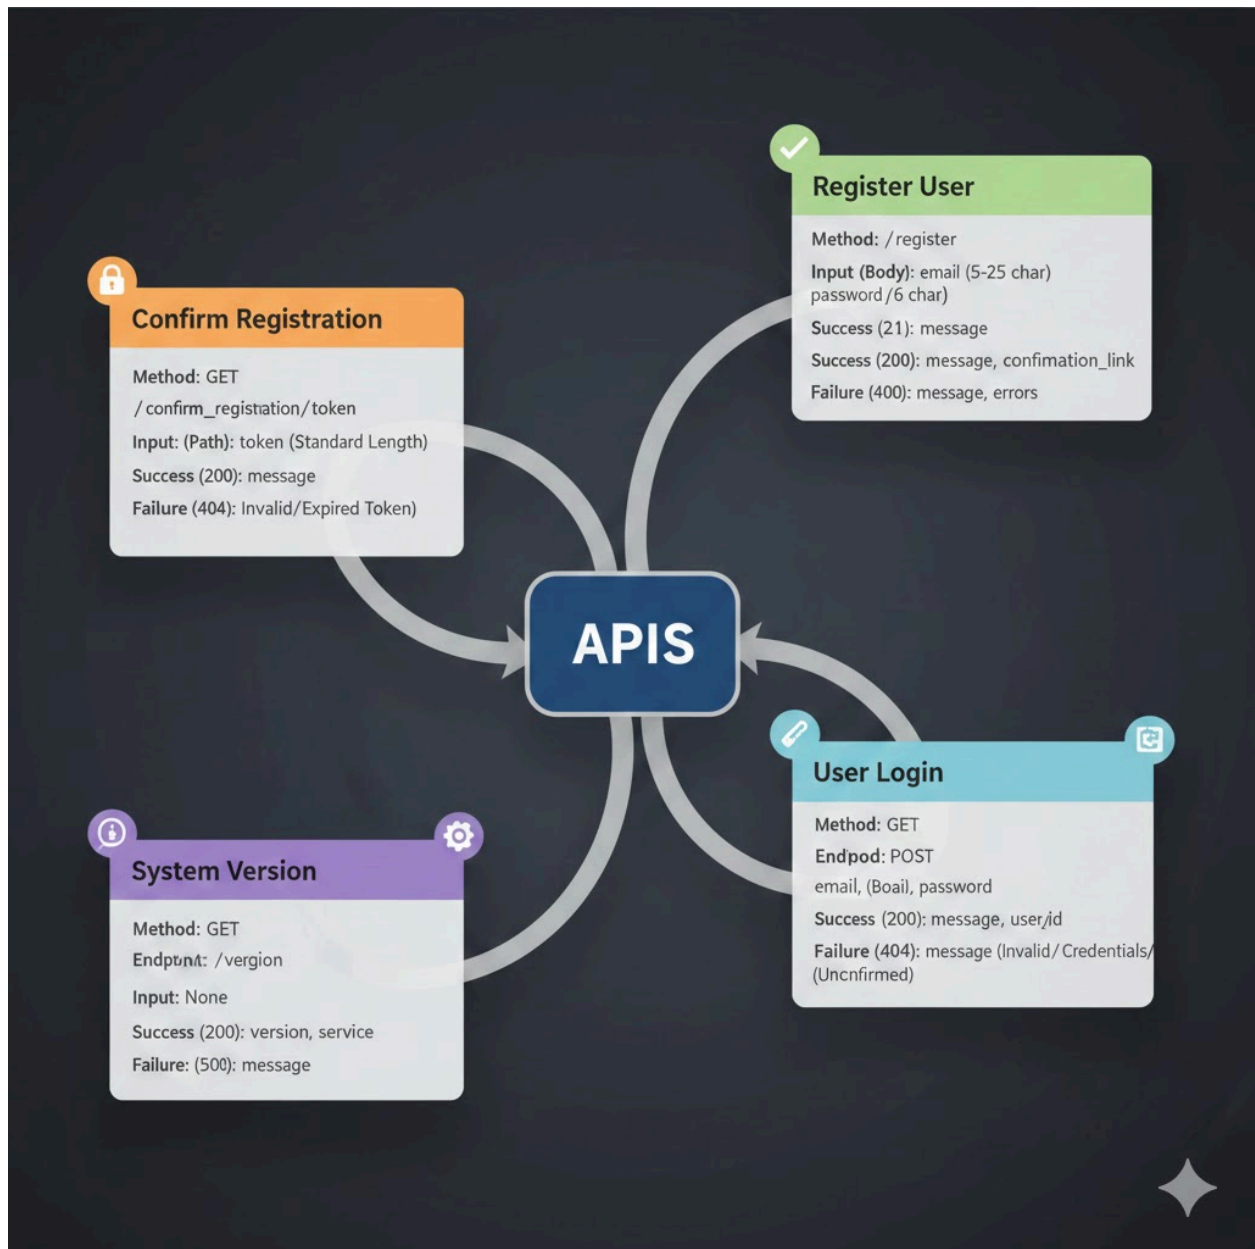 Confirm Registration
Method: GET
/confirm_registration/token
Input: (Path): token (Standard Length)
Success (200): message
Failure (404): Invalid/Expired Token)
Register User
Method: /register
Input (Body): email (5-25 char)
password/6 char)
Success (21): message
Success (200): message, confimation_link
Failure (400): message, errors
APIS
System Version
Method: GET
/vergion
Input: None
Success (200): version, service
Failure: (500): message
User Login
Method: GET
Endpod: POST
email, (Boail), password
Success (200): message, user/id
Failure (404): message (Invalid/Credentials/
(Uncnfirmed)